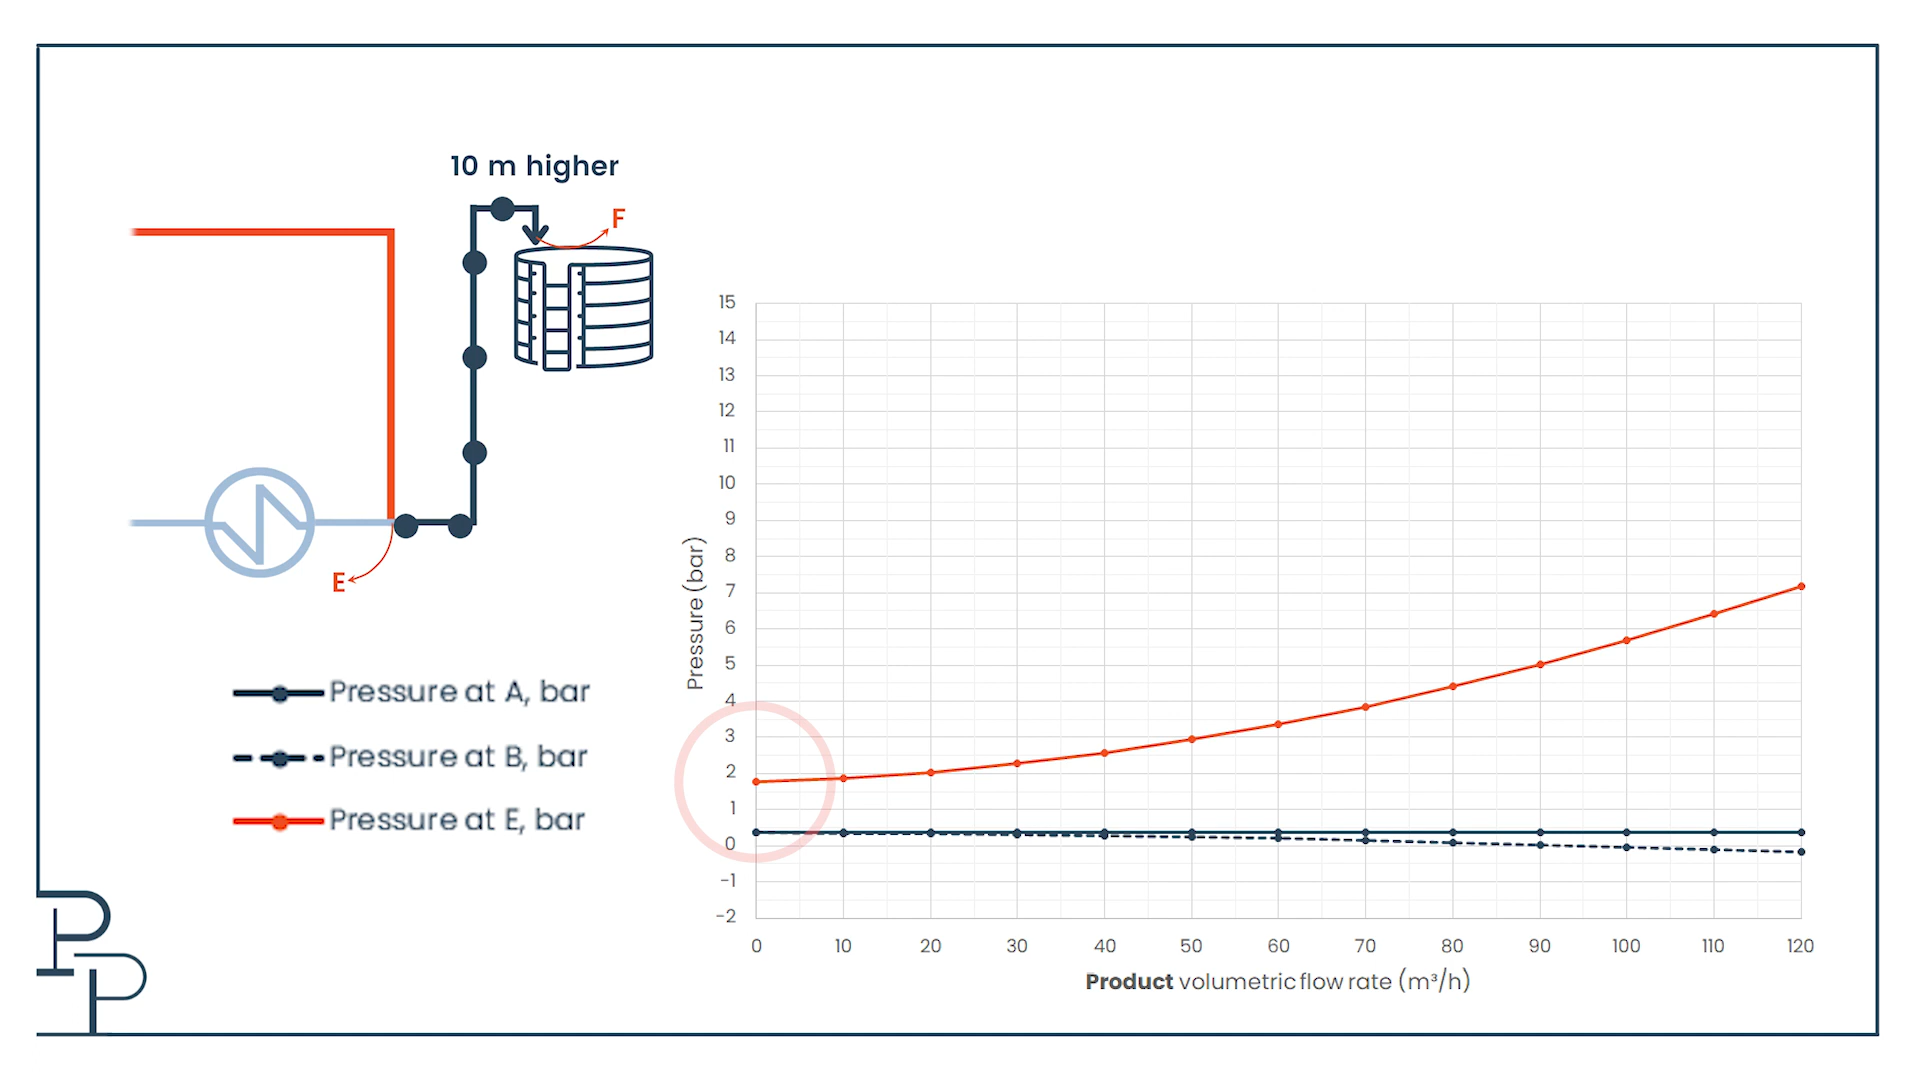 10 m higher
F
E
Pressure at A, bar
Pressure at B, bar
Pressure at E, bar
Pressure (bar)
15
14
13
12
11
10
9
8
7
6
5
4
3
2
1
0
-1
-2
0 10 20 30 40 50 60 70 80 90 100 110 120
Product volumetric flow rate (m³/h)